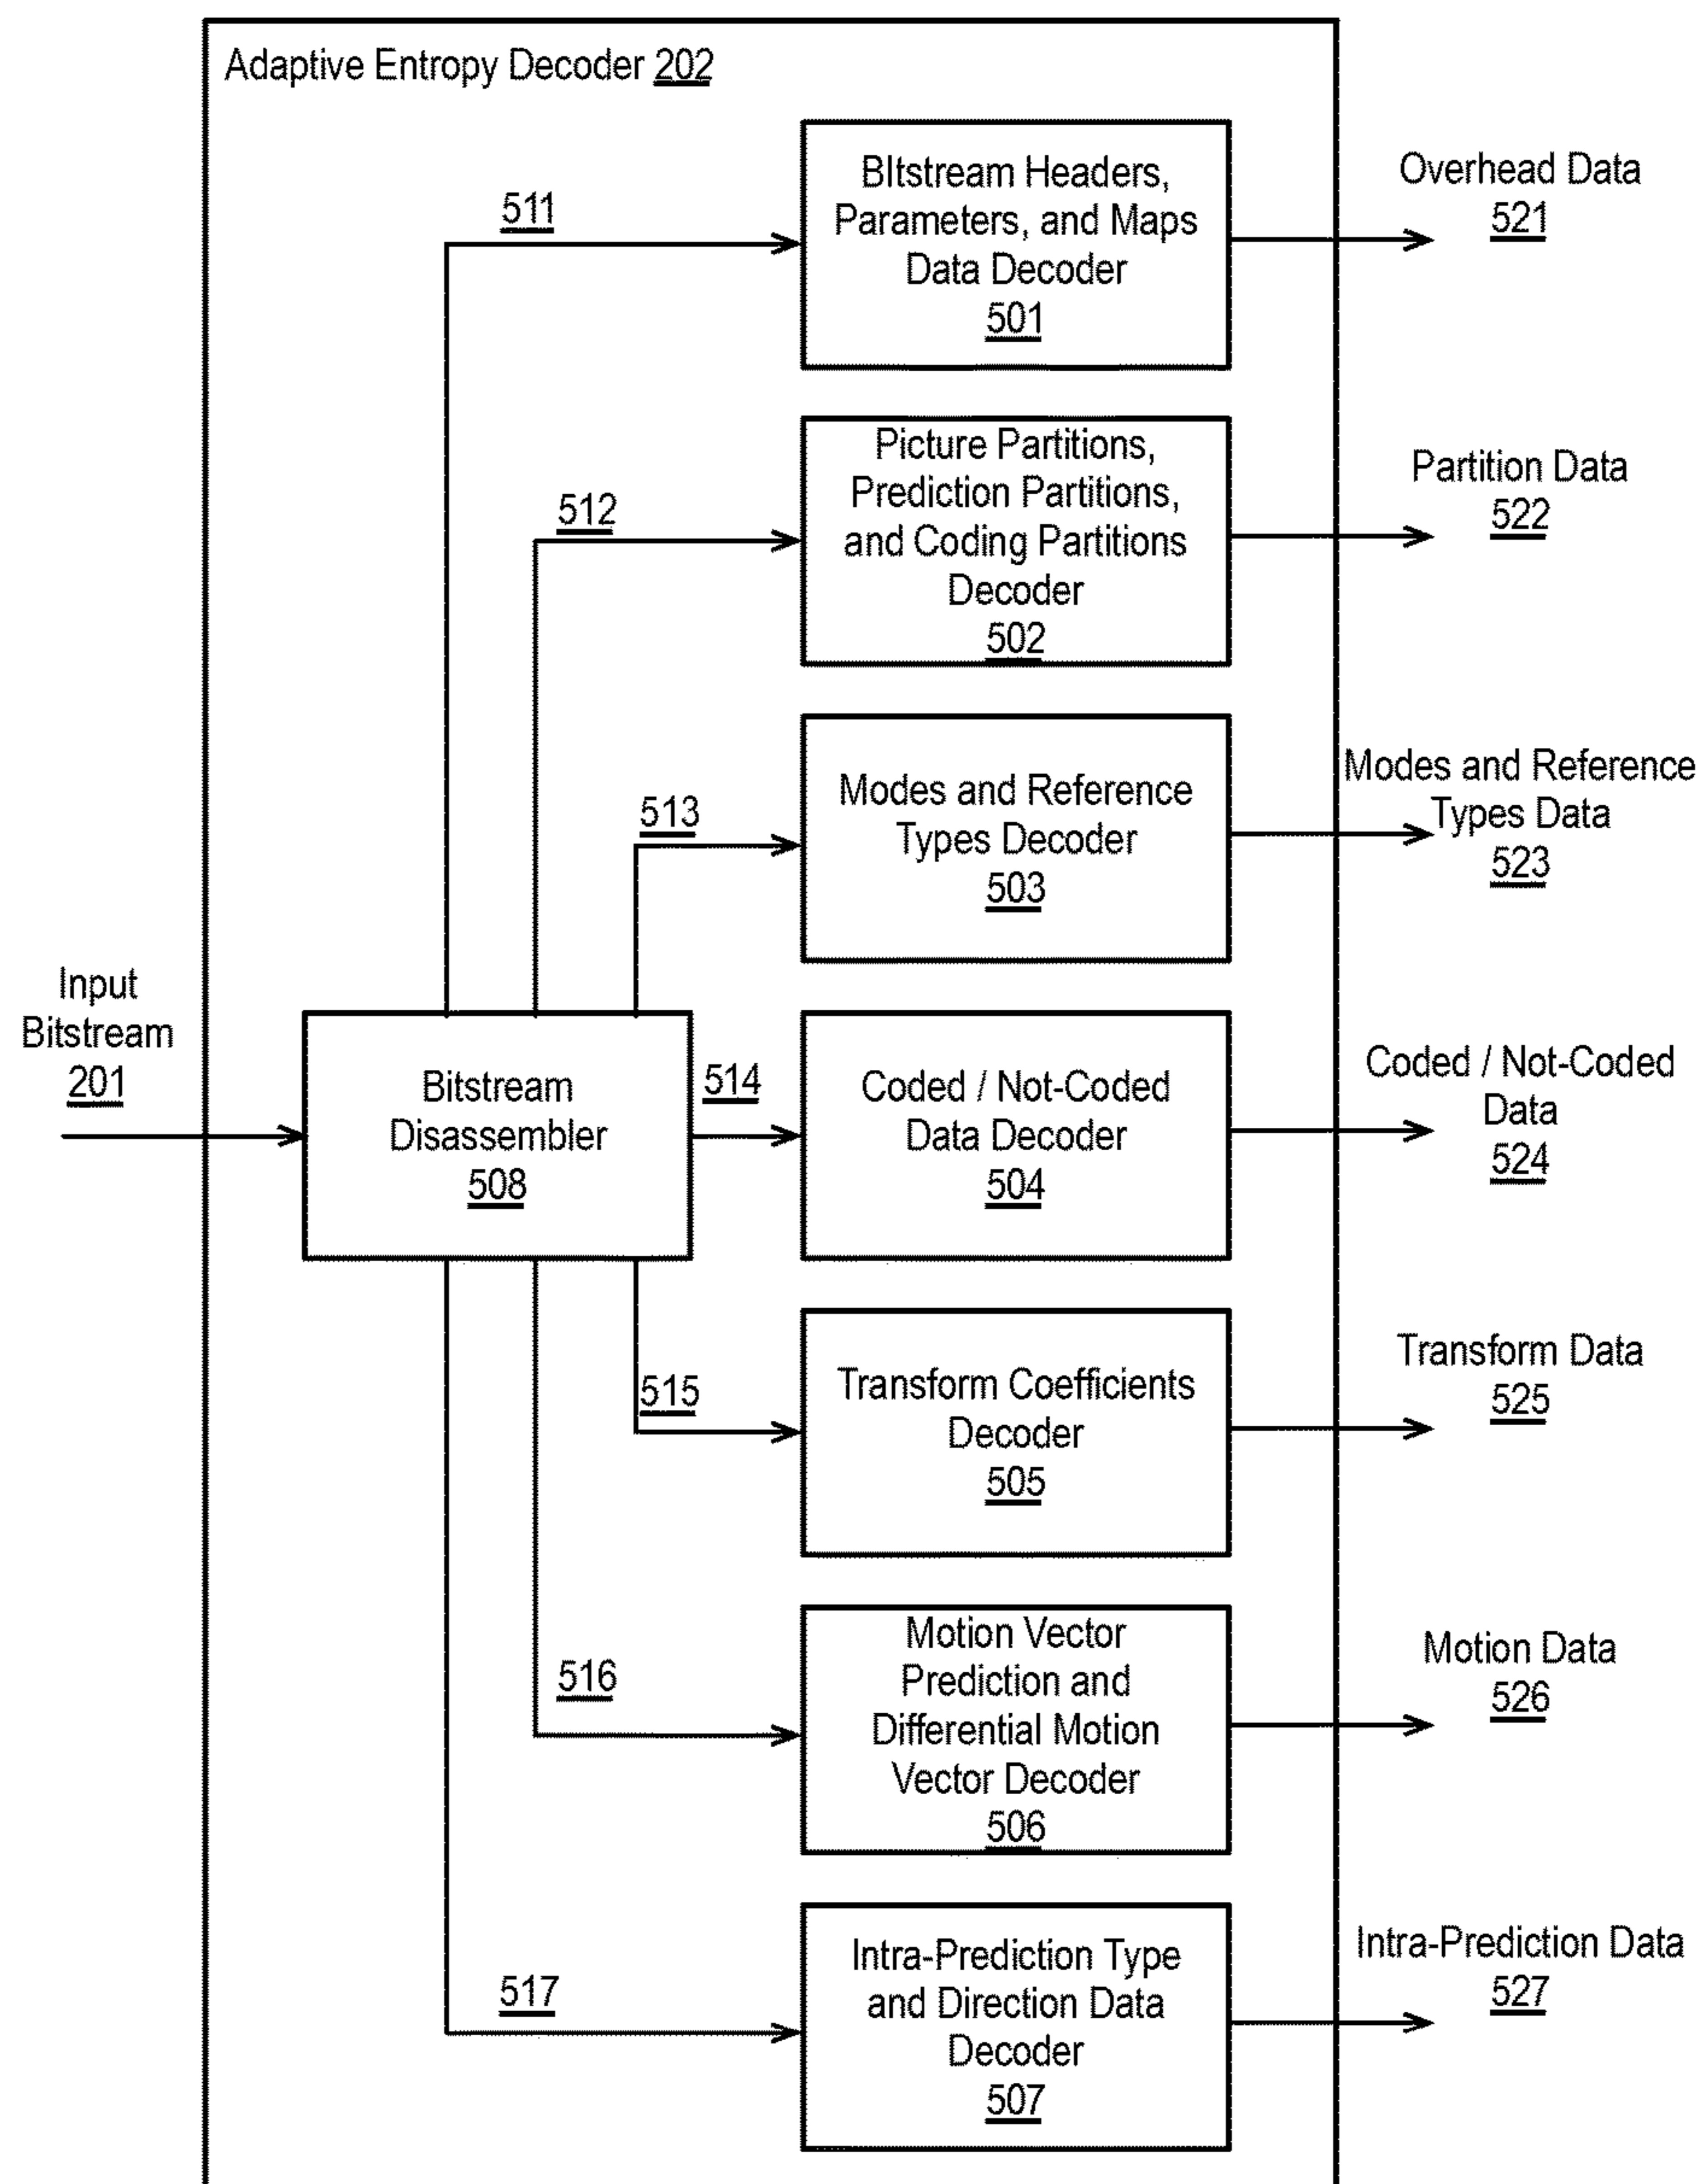 Adaptive Entropy Decoder 202
BItstream Headers,
Parameters, and Maps
Data Decoder
501
511
Overhead Data
521
Picture Partitions,
Prediction Partitions,
and Coding Partitions
Decoder
502
512
Partition Data
522
Modes and Reference
Types Decoder
503
513
Modes and Reference
Types Data
523
Input
Bitstream
201
Bitstream
Disassembler
508
514
Coded / Not-Coded
Data Decoder
504
Coded / Not-Coded
Data
524
515
Transform Coefficients
Decoder
505
Transform Data
525
516
Motion Vector
Prediction and
Differential Motion
Vector Decoder
506
Motion Data
526
517
Intra-Prediction Type
and Direction Data
Decoder
507
Intra-Prediction Data
527